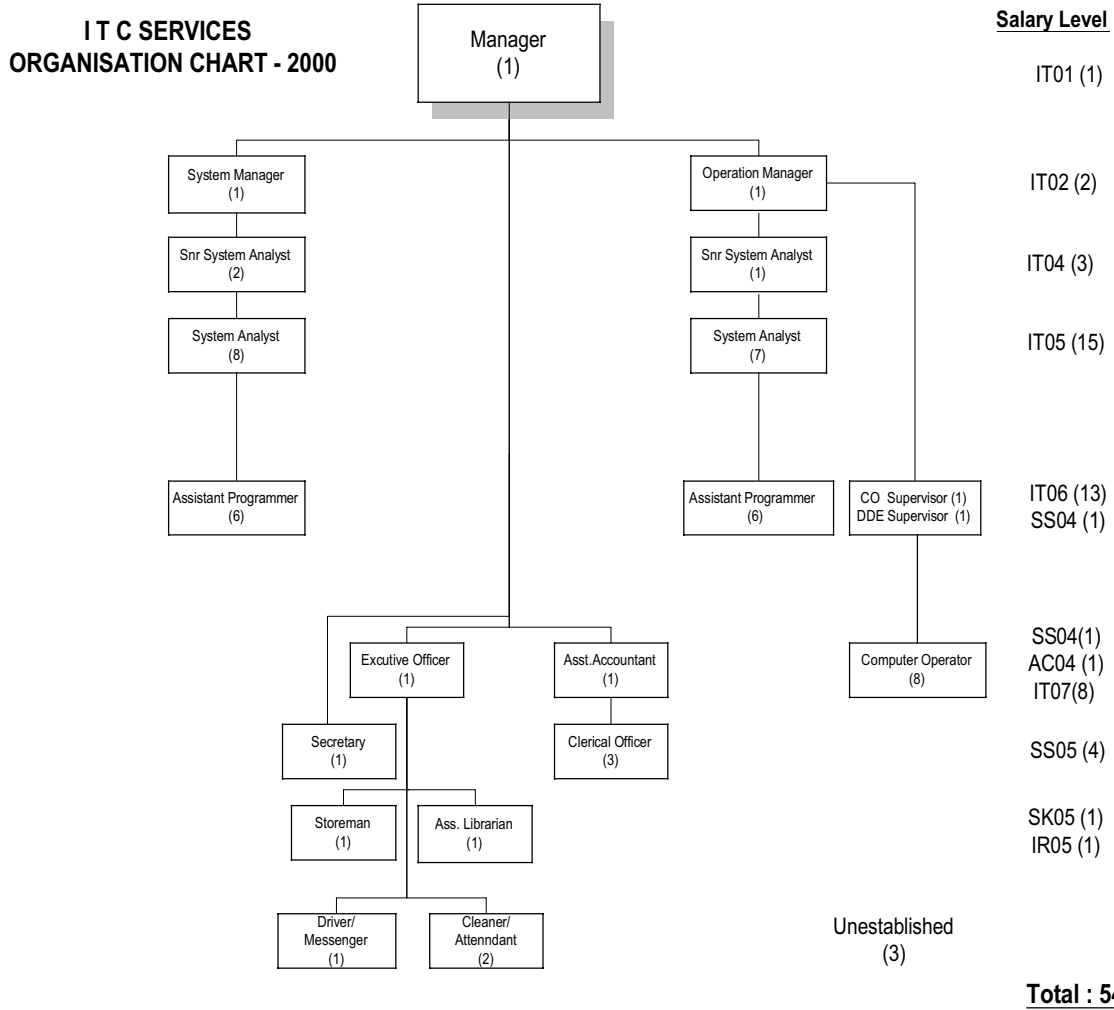 I T C SERVICES
ORGANISATION CHART - 2000
Manager
(1)
Salary Level
IT01 (1)
System Manager
(1)
Operation Manager
(1)
IT02 (2)
Snr System Analyst
(2)
Snr System Analyst
(1)
IT04 (3)
System Analyst
(8)
System Analyst
(7)
IT05 (15)
Assistant Programmer
(6)
Assistant Programmer
(6)
CO Supervisor (1)
DDE Supervisor (1)
IT06 (13)
SS04 (1)
Excutive Officer
(1)
Asst.Accountant
(1)
Computer Operator
(8)
SS04(1)
AC04 (1)
IT07(8)
Secretary
(1)
Clerical Officer
(3)
SS05 (4)
Storeman
(1)
Ass. Librarian
(1)
SK05 (1)
IR05 (1)
Driver/
Messenger
(1)
Cleaner/
Attenndant
(2)
Unestablished
(3)
Total : 54